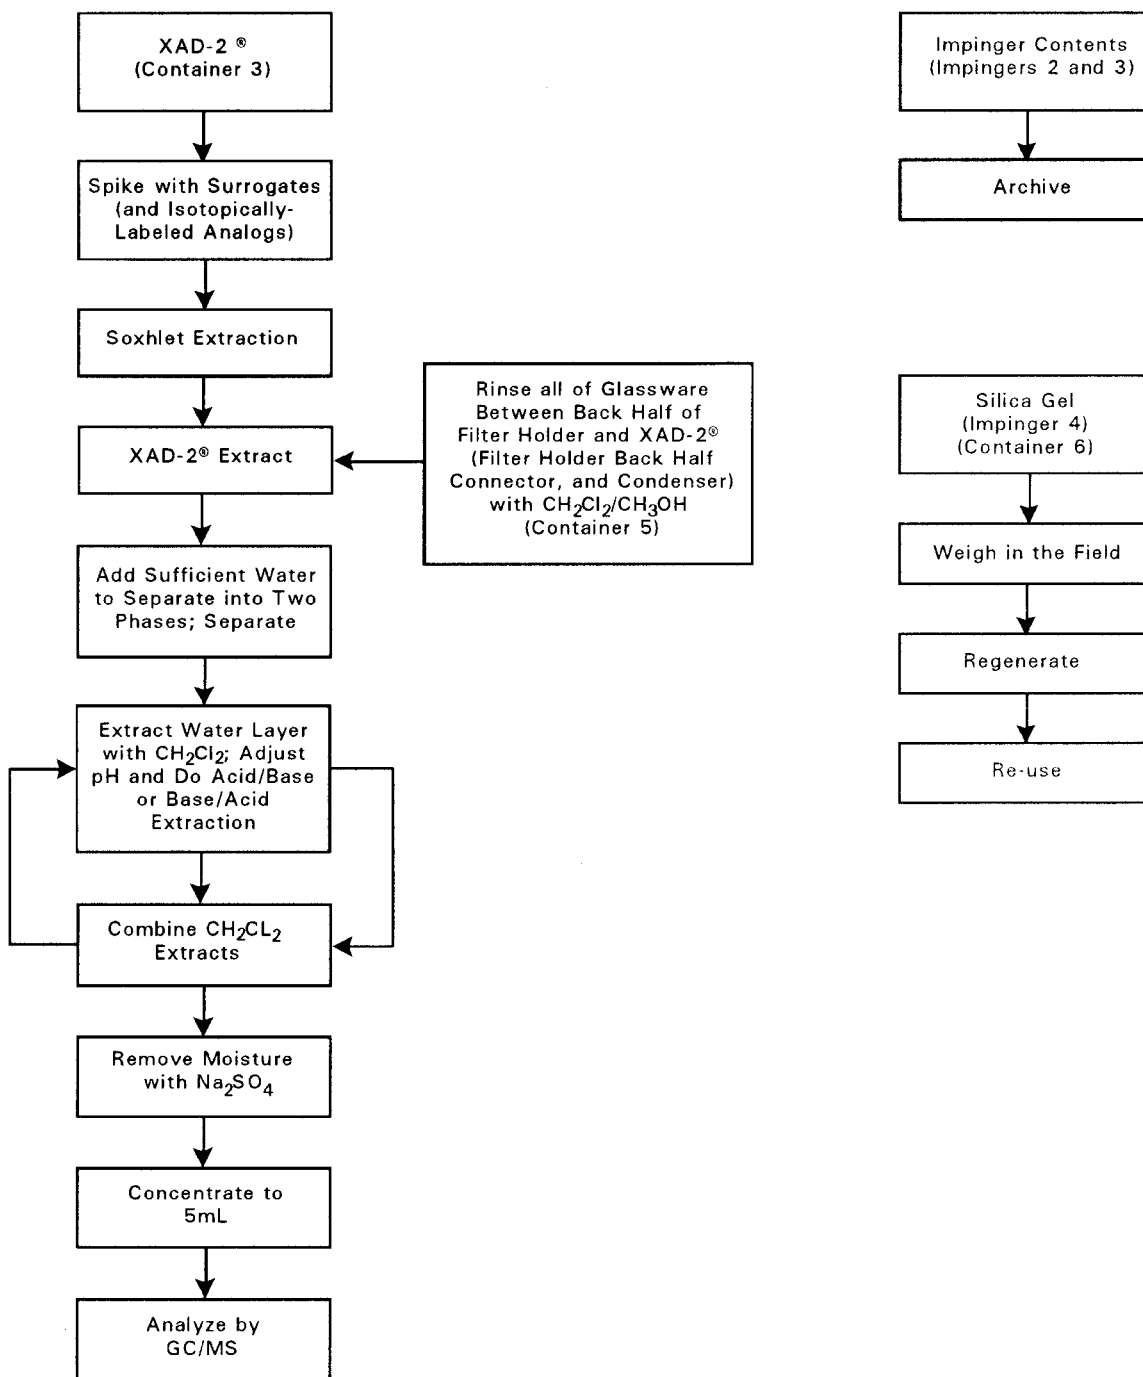 XAD-2 ®
(Container 3)
Spike with Surrogates
(and Isotopically-
Labeled Analogs)
Soxhlet Extraction
XAD-2® Extract
Rinse all of Glassware
Between Back Half of
Filter Holder and XAD-2®
(Filter Holder Back Half
Connector, and Condenser)
with CH₂Cl₂/CH₃OH
(Container 5)
Add Sufficient Water
to Separate into Two
Phases; Separate
Extract Water Layer
with CH₂Cl₂; Adjust
pH and Do Acid/Base
or Base/Acid
Extraction
Combine CH₂CL₂
Extracts
Remove Moisture
with Na₂SO₄
Concentrate to
5mL
Analyze by
GC/MS
Impinger Contents
(Impingers 2 and 3)
Archive
Silica Gel
(Impinger 4)
(Container 6)
Weigh in the Field
Regenerate
Re-use